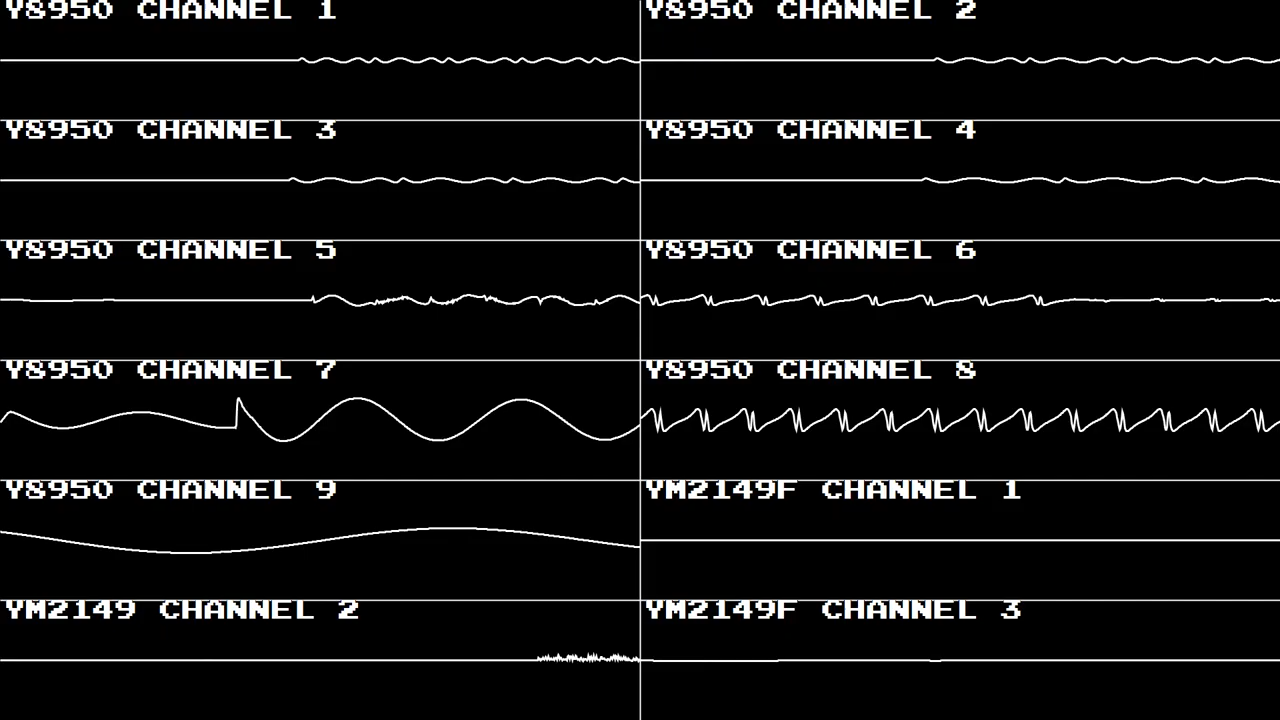 Y8950 CHANNEL 1
Y8950 CHANNEL 2
Y8950 CHANNEL 3
Y8950 CHANNEL 4
Y8950 CHANNEL 5
Y8950 CHANNEL 6
Y8950 CHANNEL 7
Y8950 CHANNEL 8
Y8950 CHANNEL 9
YM2149F CHANNEL 1
YM2149 CHANNEL 2
YM2149F CHANNEL 3